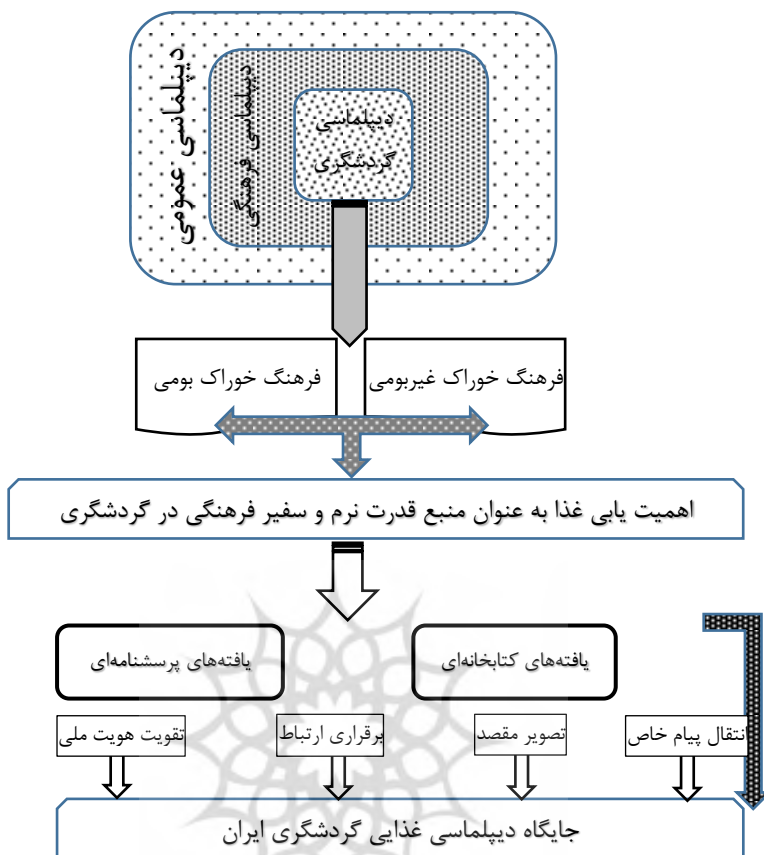 دیپلماسی عمومی
دیپلماسی فرهنگی
دیپلماسی
گردشگری
فرهنگ خوراک غیربومی
فرهنگ خوراک بومی
اهمیت یابی غذا به عنوان منبع قدرت نرم و سفیر فرهنگی در گردشگری
یافته‌های کتابخانه‌ای
یافته‌های پرسشنامه‌ای
انتقال پیام خاص
تصویر مقصد
برقراری ارتباط
تقویت هویت ملی
جایگاه دیپلماسی غذایی گردشگری ایران